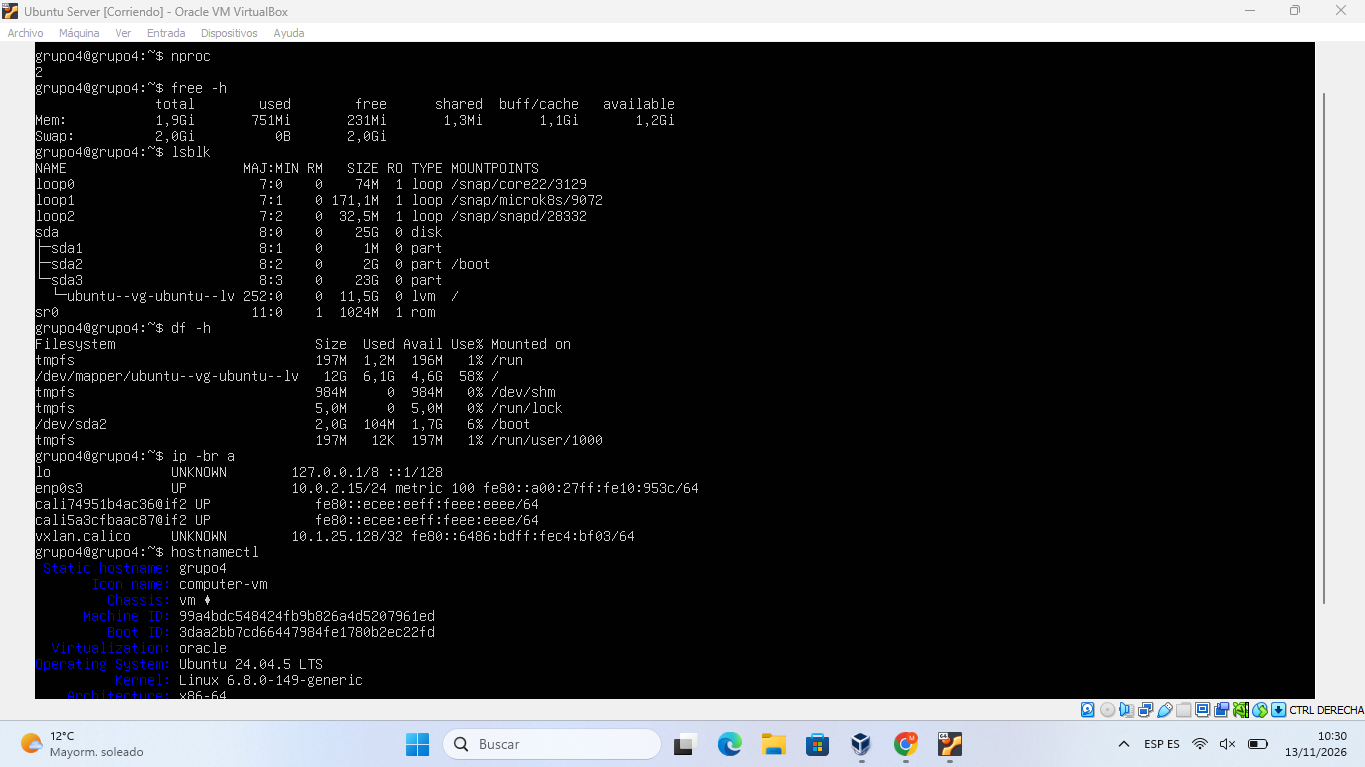 Ubuntu Server [Corriendo] - Oracle VM VirtualBox
Archivo Máquina Ver Entrada Dispositivos Ayuda
grupo4@grupo4:~$ nproc
2
grupo4@grupo4:~$ free -h
total used free shared buff/cache available
Mem: 1,9Gi 751Mi 231Mi 1,3Mi 1,1Gi 1,2Gi
Swap: 2,0Gi 0B 2,0Gi
grupo4@grupo4:~$ lsblk
NAME MAJ:MIN RM SIZE RO TYPE MOUNTPOINTS
loop0 7:0 0 74M 1 loop /snap/core22/3129
loop1 7:1 0 171,1M 1 loop /snap/microk8s/9072
loop2 7:2 0 32,5M 1 loop /snap/snapd/28332
sda 8:0 0 25G 0 disk
├─sda1 8:1 0 1M 0 part
├─sda2 8:2 0 2G 0 part /boot
└─sda3 8:3 0 23G 0 part
└─ubuntu--vg-ubuntu--lv 252:0 0 11,5G 0 lvm /
sr0 11:0 1 1024M 1 rom
grupo4@grupo4:~$ df -h
Filesystem Size Used Avail Use% Mounted on
tmpfs 197M 1,2M 196M 1% /run
/dev/mapper/ubuntu--vg-ubuntu--lv 12G 6,1G 4,6G 58% /
tmpfs 984M 0 984M 0% /dev/shm
tmpfs 5,0M 0 5,0M 0% /run/lock
/dev/sda2 2,0G 104M 1,7G 6% /boot
tmpfs 197M 12K 197M 1% /run/user/1000
grupo4@grupo4:~$ ip -br a
lo UNKNOWN 127.0.0.1/8 ::1/128
enp0s3 UP 10.0.2.15/24 metric 100 fe80::a00:27ff:fe10:953c/64
cali74951b4ac36@if2 UP fe80::ecee:eeff:feee:eeee/64
cali5a3cfbaac87@if2 UP fe80::ecee:eeff:feee:eeee/64
vxlan.calico UNKNOWN 10.1.25.128/32 fe80::6486:bdff:fec4:bf03/64
grupo4@grupo4:~$ hostnamectl
Static hostname: grupo4
Icon name: computer-vm
Chassis: vm ♦
Machine ID: 99a4bdc548424fb9b826a4d5207961ed
Boot ID: 3daa2bb7cd66447984fe1780b2ec22fd
Virtualization: oracle
Operating System: Ubuntu 24.04.5 LTS
Kernel: Linux 6.8.0-149-generic
Architecture: x86-64
CTRL DERECHA
12°C
Mayorm. soleado
Buscar
ESP ES
10:30
13/11/2026